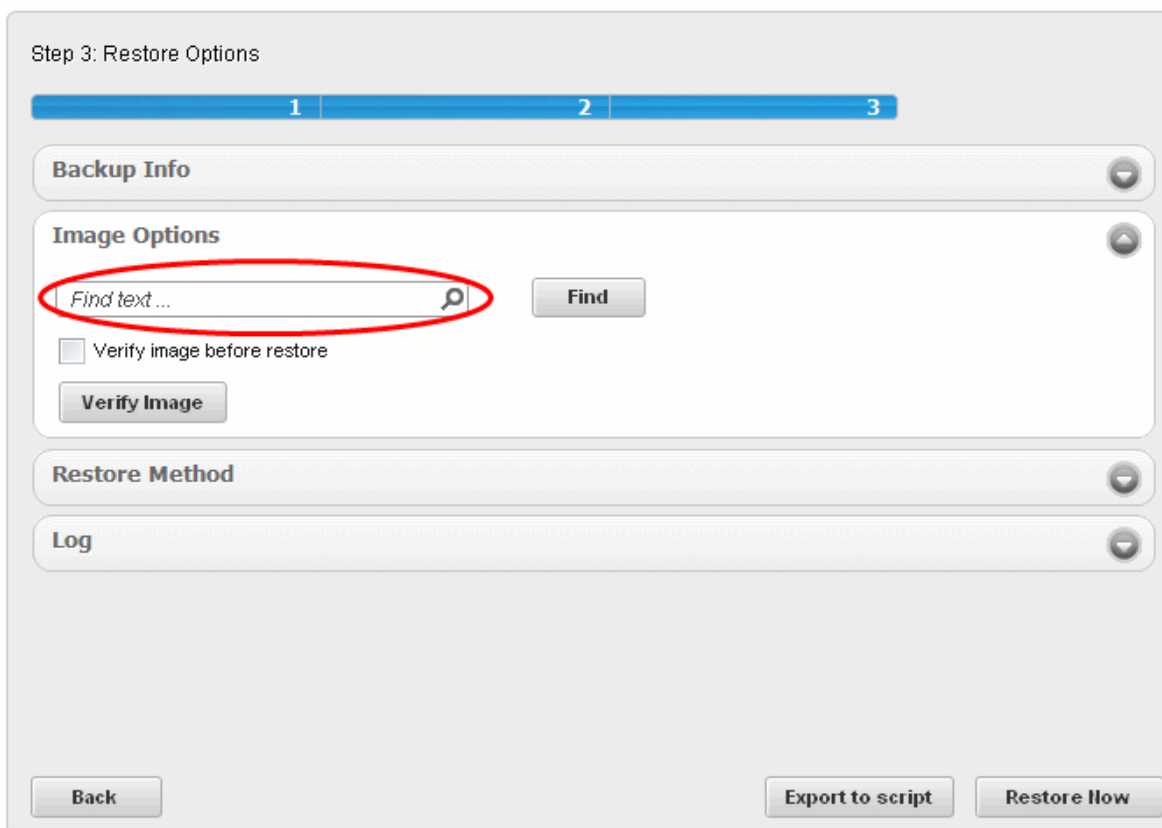 Step 3: Restore Options
1 2 3
Backup Info
Image Options
Find text ... Find
Verify image before restore
Verify Image
Restore Method
Log
Back Export to script Restore Now